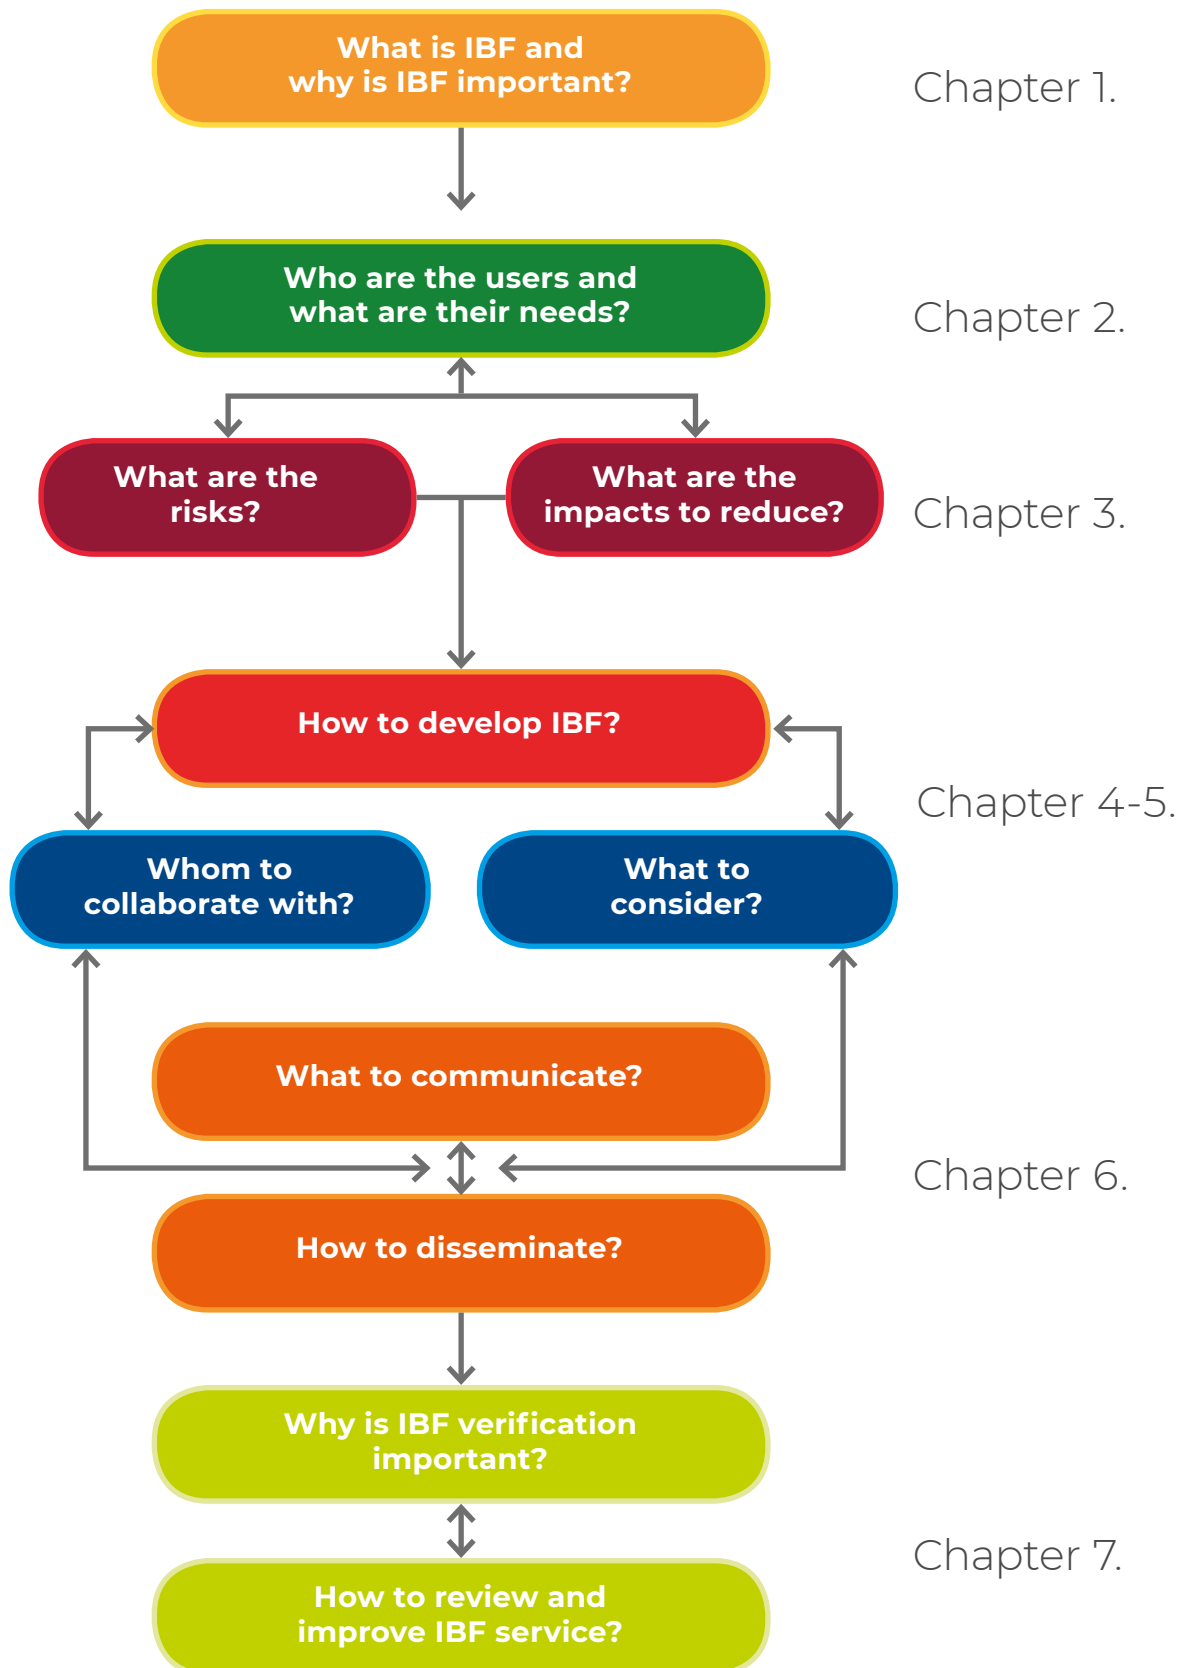 What is IBF and
why is IBF important?
Chapter 1.
Who are the users and
what are their needs?
Chapter 2.
What are the
risks?
What are the
impacts to reduce?
Chapter 3.
How to develop IBF?
Chapter 4-5.
Whom to
collaborate with?
What to
consider?
What to communicate?
Chapter 6.
How to disseminate?
Why is IBF verification
important?
Chapter 7.
How to review and
improve IBF service?